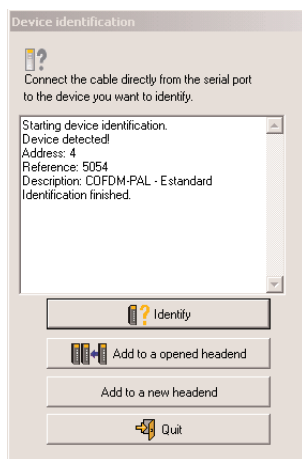 Device identification
Connect the cable directly from the serial port
to the device you want to identify.
Starting device identification.
Device detected!
Address: 4
Reference: 5054
Description: COFDM-PAL - Estandard
Identification finished.
Identify
Add to a opened headend
Add to a new headend
Quit